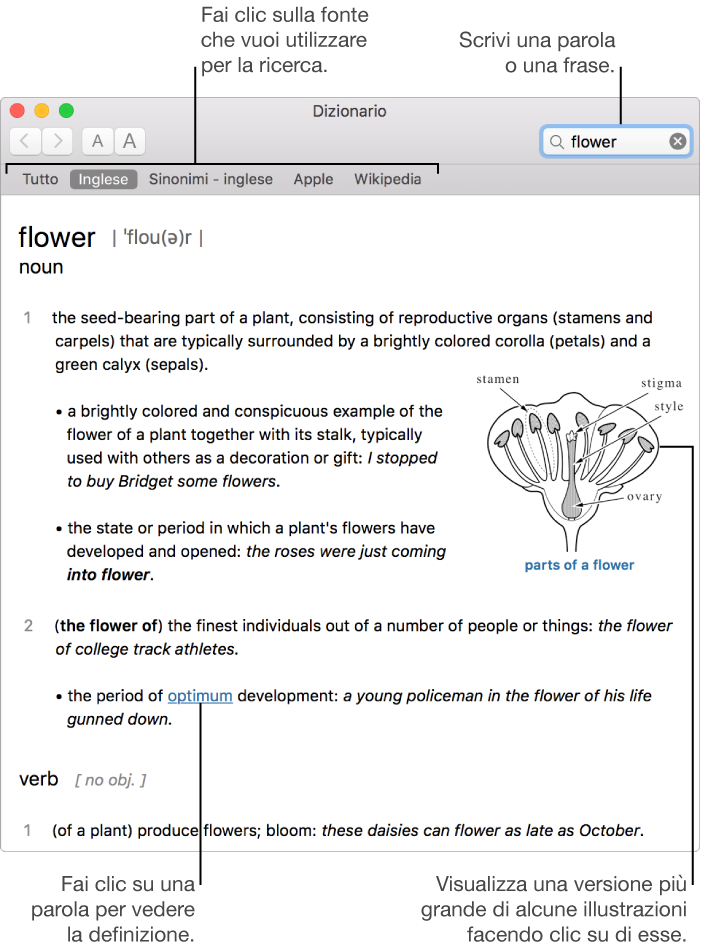 Fai clic sulla fonte
che vuoi utilizzare
per la ricerca.
Scrivi una parola
o una frase.
Dizionario
A A
flower
Tutto Inglese Sinonimi - inglese Apple Wikipedia
flower | ˈflou(ə)r |
noun
1 the seed-bearing part of a plant, consisting of reproductive organs (stamens and
carpels) that are typically surrounded by a brightly colored corolla (petals) and a
green calyx (sepals).
• a brightly colored and conspicuous example of the
flower of a plant together with its stalk, typically
used with others as a decoration or gift: I stopped
to buy Bridget some flowers.
• the state or period in which a plant's flowers have
developed and opened: the roses were just coming
into flower.
stamen
stigma
style
ovary
parts of a flower
2 (the flower of) the finest individuals out of a number of people or things: the flower
of college track athletes.
• the period of optimum development: a young policeman in the flower of his life
gunned down.
verb [ no obj. ]
1 (of a plant) produce flowers; bloom: these daisies can flower as late as October.
Fai clic su una
parola per vedere
la definizione.
Visualizza una versione più
grande di alcune illustrazioni
facendo clic su di esse.